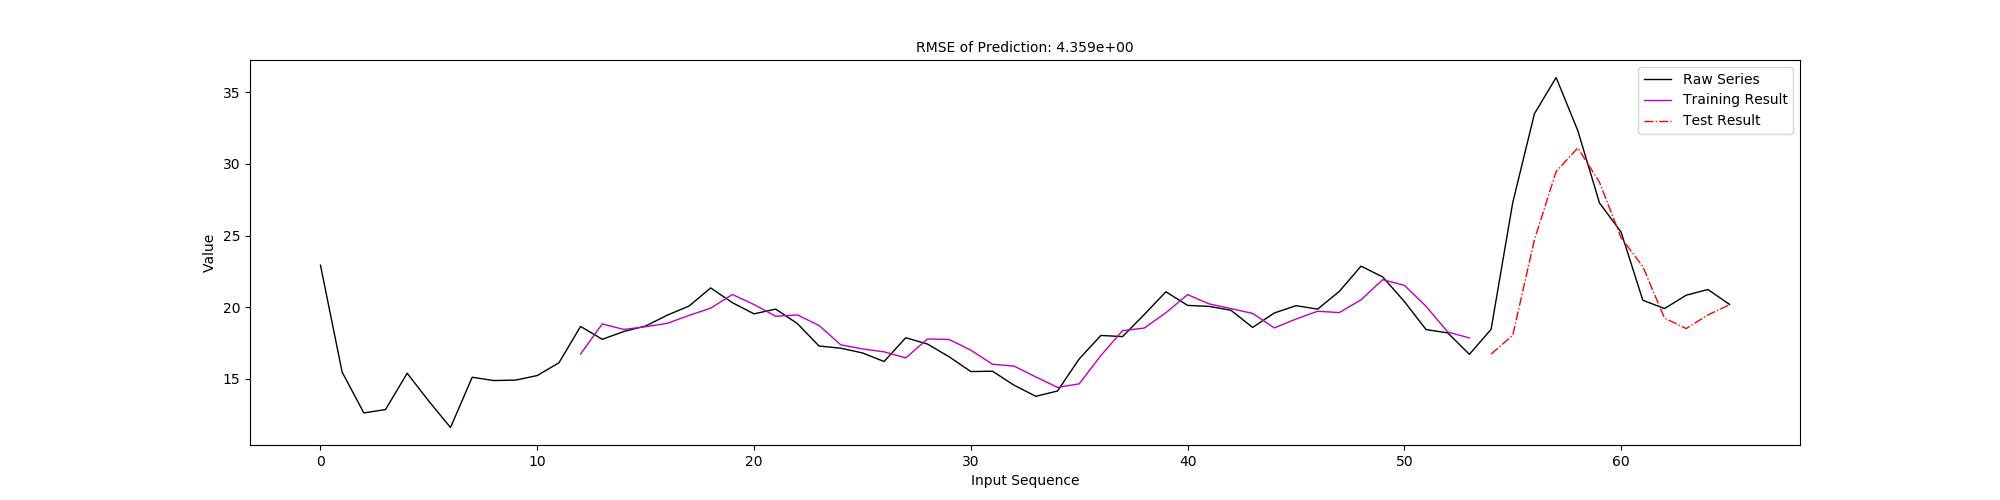 RMSE of Prediction: 4.359e+00
Raw Series
Training Result
Test Result
35
30
25
20
15
Value
0 10 20 30 40 50 60
Input Sequence